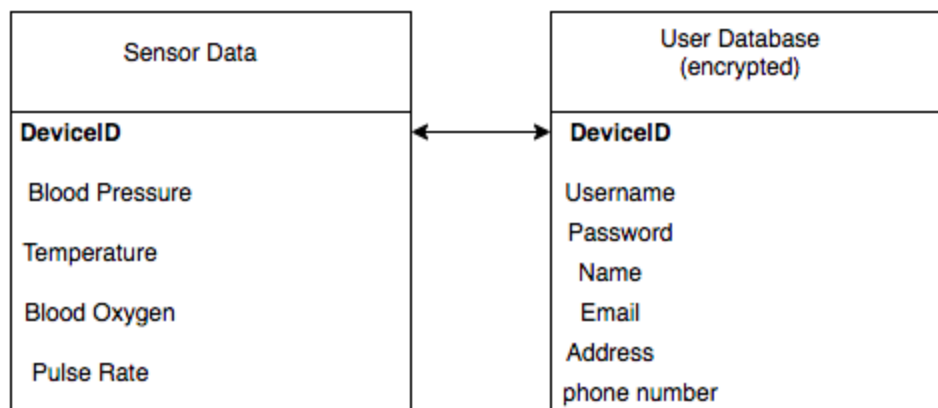 Sensor Data
DeviceID
Blood Pressure
Temperature
Blood Oxygen
Pulse Rate
User Database
(encrypted)
DeviceID
Username
Password
Name
Email
Address
phone number